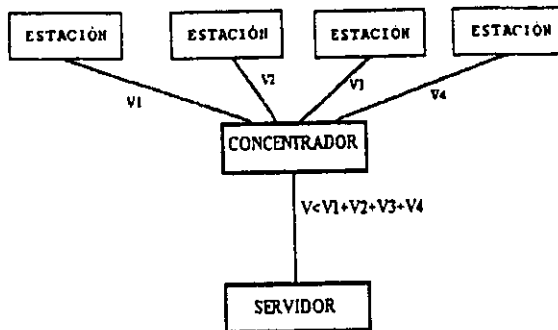 ESTACIÓN ESTACIÓN ESTACIÓN ESTACIÓN
V1 V2 V3 V4
CONCENTRADOR
V<V1+V2+V3+V4
SERVIDOR